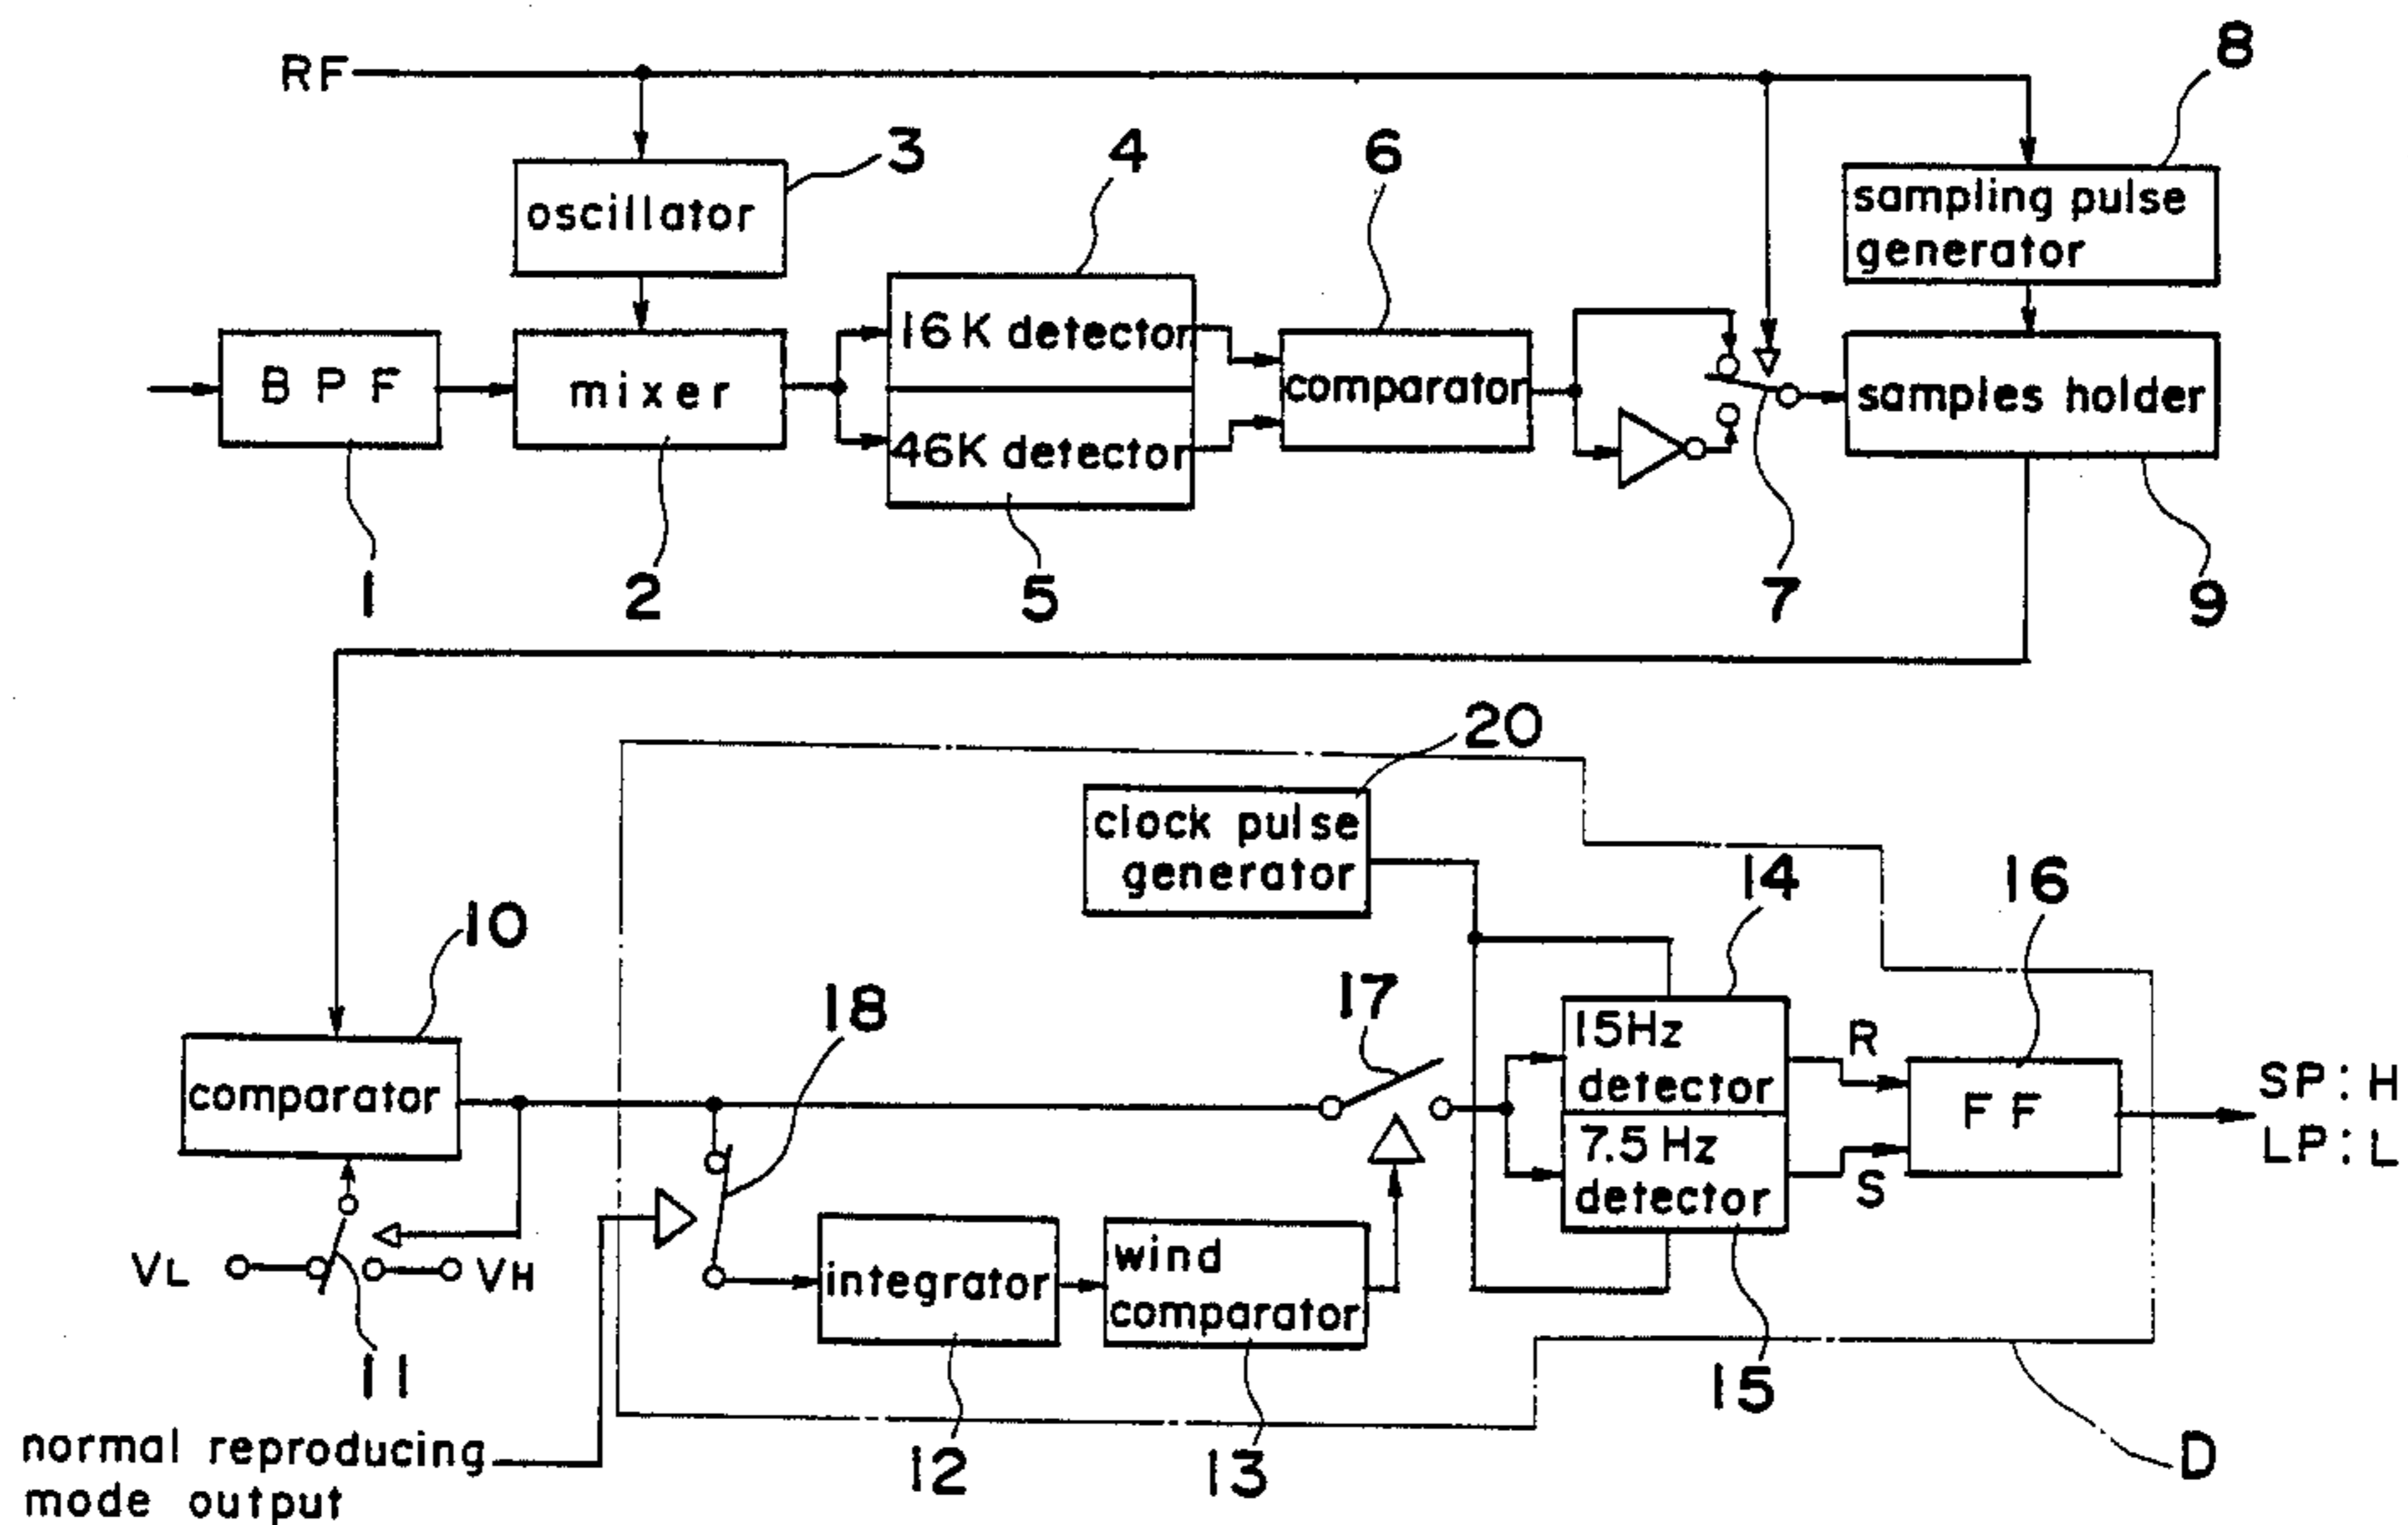 RF
8
3
4
6
oscillator
sampling pulse
generator
B P F
mixer
16K detector
46K detector
comparator
samples holder
1
2
5
7
9
20
clock pulse
generator
14
16
10
18
17
comparator
15Hz
detector
7.5Hz
detector
R
S
F F
SP:H
LP:L
VL
VH
integrator
wind
comparator
11
12
13
15
D
normal reproducing
mode output